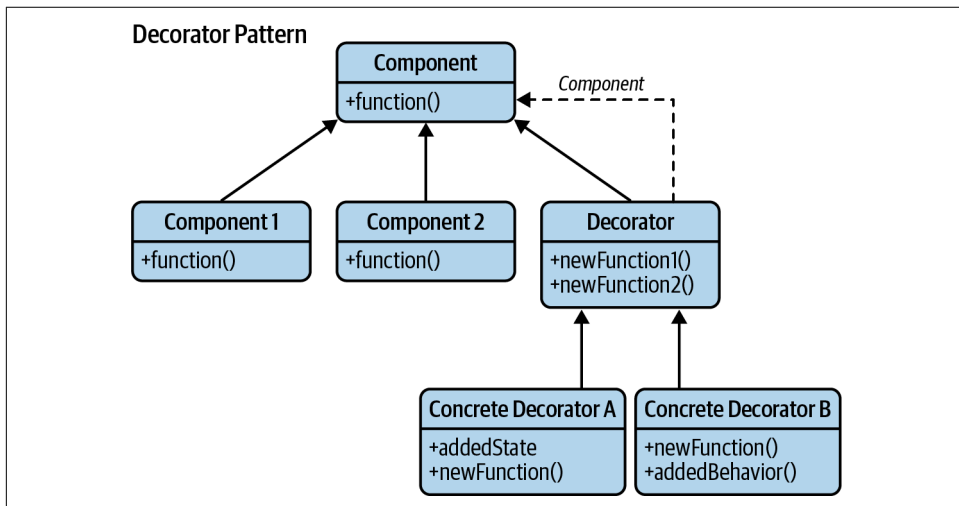 Decorator Pattern
Component
+function()
Component
Component 1
+function()
Component 2
+function()
Decorator
+newFunction1()
+newFunction2()
Concrete Decorator A
+addedState
+newFunction()
Concrete Decorator B
+newFunction()
+addedBehavior()